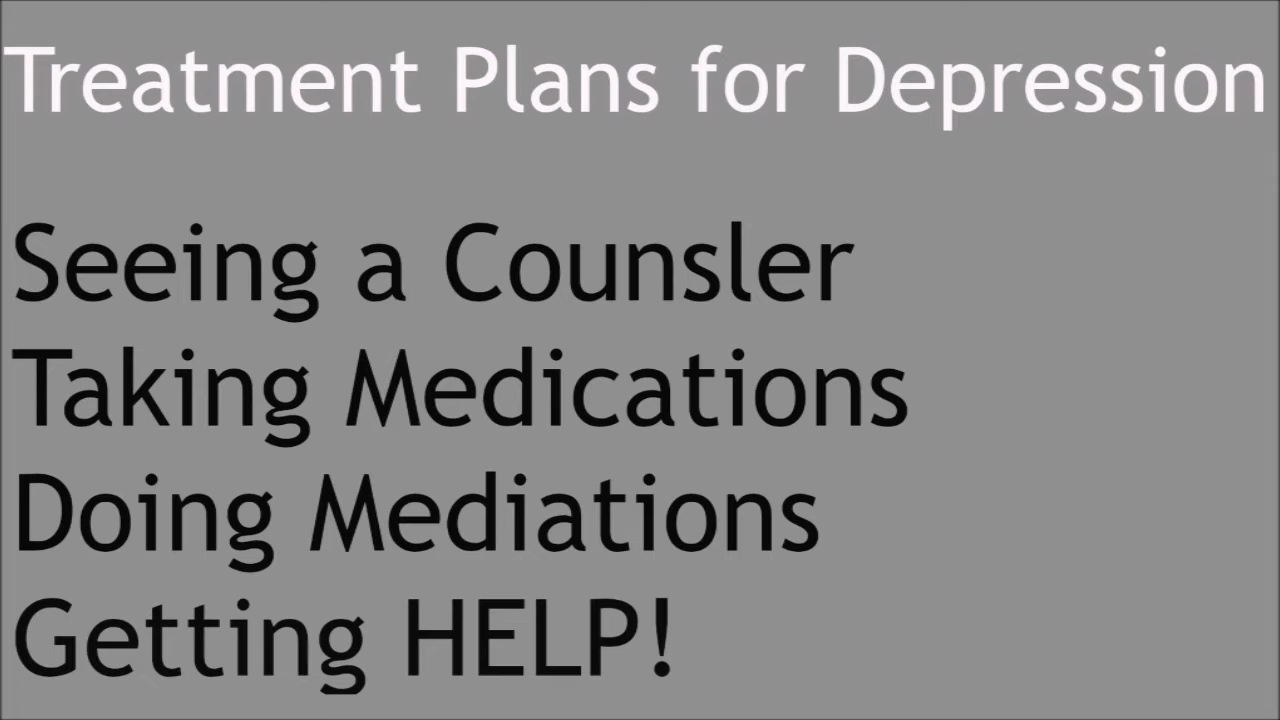 Treatment Plans for Depression
Seeing a Counsler
Taking Medications
Doing Mediations
Getting HELP!